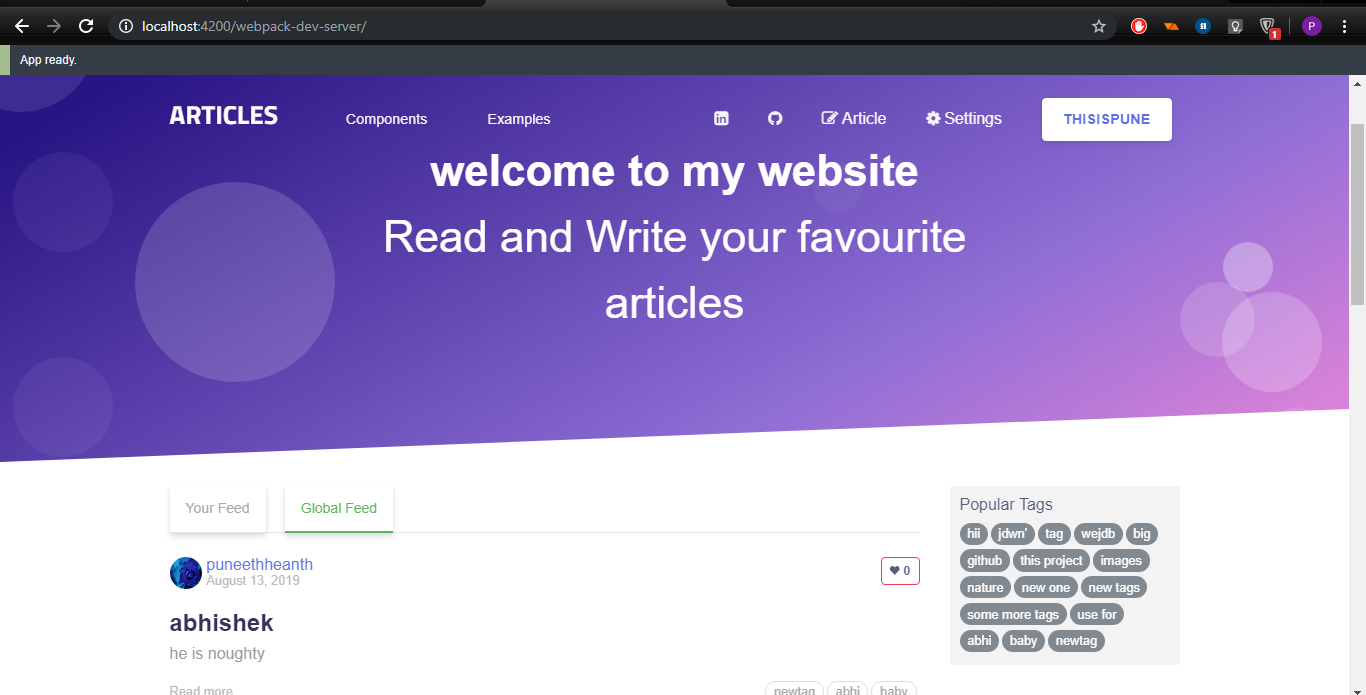 localhost:4200/webpack-dev-server/
1
P
App ready.
ARTICLES
Components
Examples
Article
Settings
THISISPUNE
welcome to my website
Read and Write your favourite
articles
Your Feed
Global Feed
puneethheanth
August 13, 2019
0
abhishek
he is noughty
Read more
newtag
abhi
baby
Popular Tags
hii jdwn' tag wejdb big
github this project images
nature new one new tags
some more tags use for
abhi baby newtag